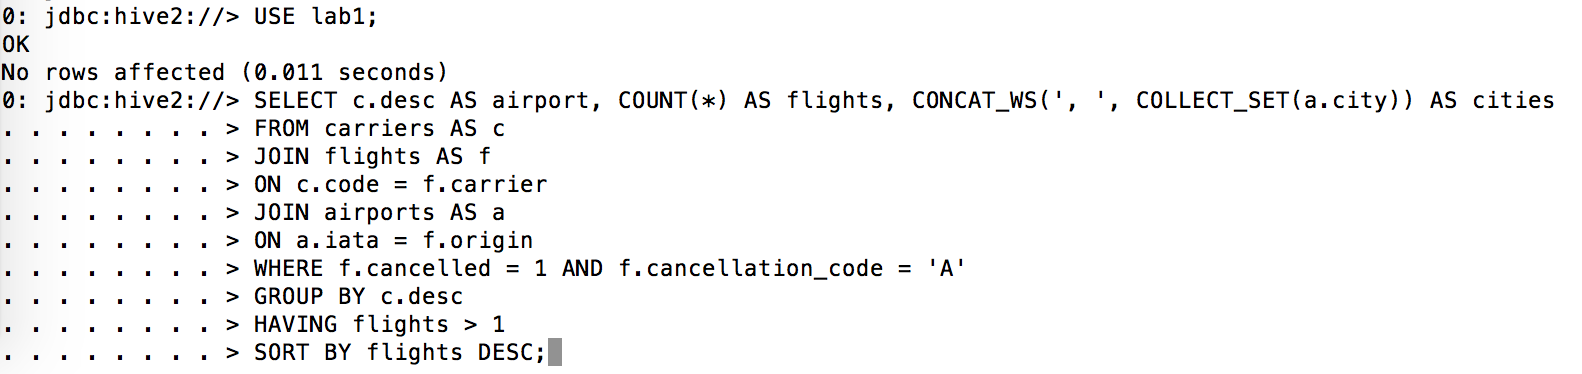 0: jdbc:hive2://> USE lab1;
OK
No rows affected (0.011 seconds)
0: jdbc:hive2://> SELECT c.desc AS airport, COUNT(*) AS flights, CONCAT_WS(', ', COLLECT_SET(a.city)) AS cities
. . . . . . . . > FROM carriers AS c
. . . . . . . . > JOIN flights AS f
. . . . . . . . > ON c.code = f.carrier
. . . . . . . . > JOIN airports AS a
. . . . . . . . > ON a.iata = f.origin
. . . . . . . . > WHERE f.cancelled = 1 AND f.cancellation_code = 'A'
. . . . . . . . > GROUP BY c.desc
. . . . . . . . > HAVING flights > 1
. . . . . . . . > SORT BY flights DESC;